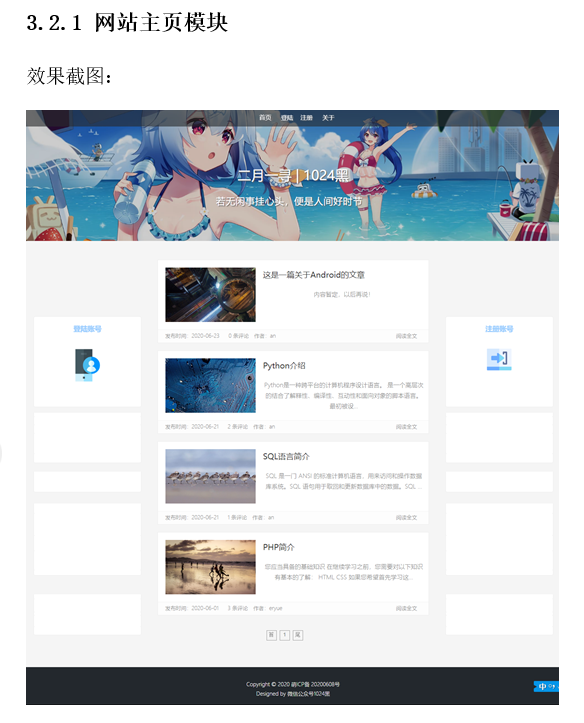 3.2.1 网站主页模块
效果截图：
首页 登陆 注册 关于
二月一寻 | 1024黑
若无闲事挂心头，便是人间好时节
这是一篇关于Android的文章
内容暂定，以后再说！
发布时间：2020-06-23 0 条评论 作者：an 阅读全文
登陆账号
注册账号
Python介绍
Python是一种跨平台的计算机程序设计语言。 是一个高层次
的结合了解释性、编译性、互动性和面向对象的脚本语言。
最初被设...
发布时间：2020-06-21 2 条评论 作者：an 阅读全文
SQL语言简介
SQL 是一门 ANSI 的标准计算机语言，用来访问和操作数据
库系统。SQL 语句用于取回和更新数据库中的数据。SQL ...
发布时间：2020-06-21 1 条评论 作者：an 阅读全文
PHP简介
您应当具备的基础知识 在继续学习之前，您需要对以下知识
有基本的了解： HTML CSS 如果您希望首先学习这...
发布时间：2020-06-01 3 条评论 作者：eryue 阅读全文
首 1 尾
Copyright © 2020 蒴ICP备 20200608号
Designed by 微信公众号1024黑
中